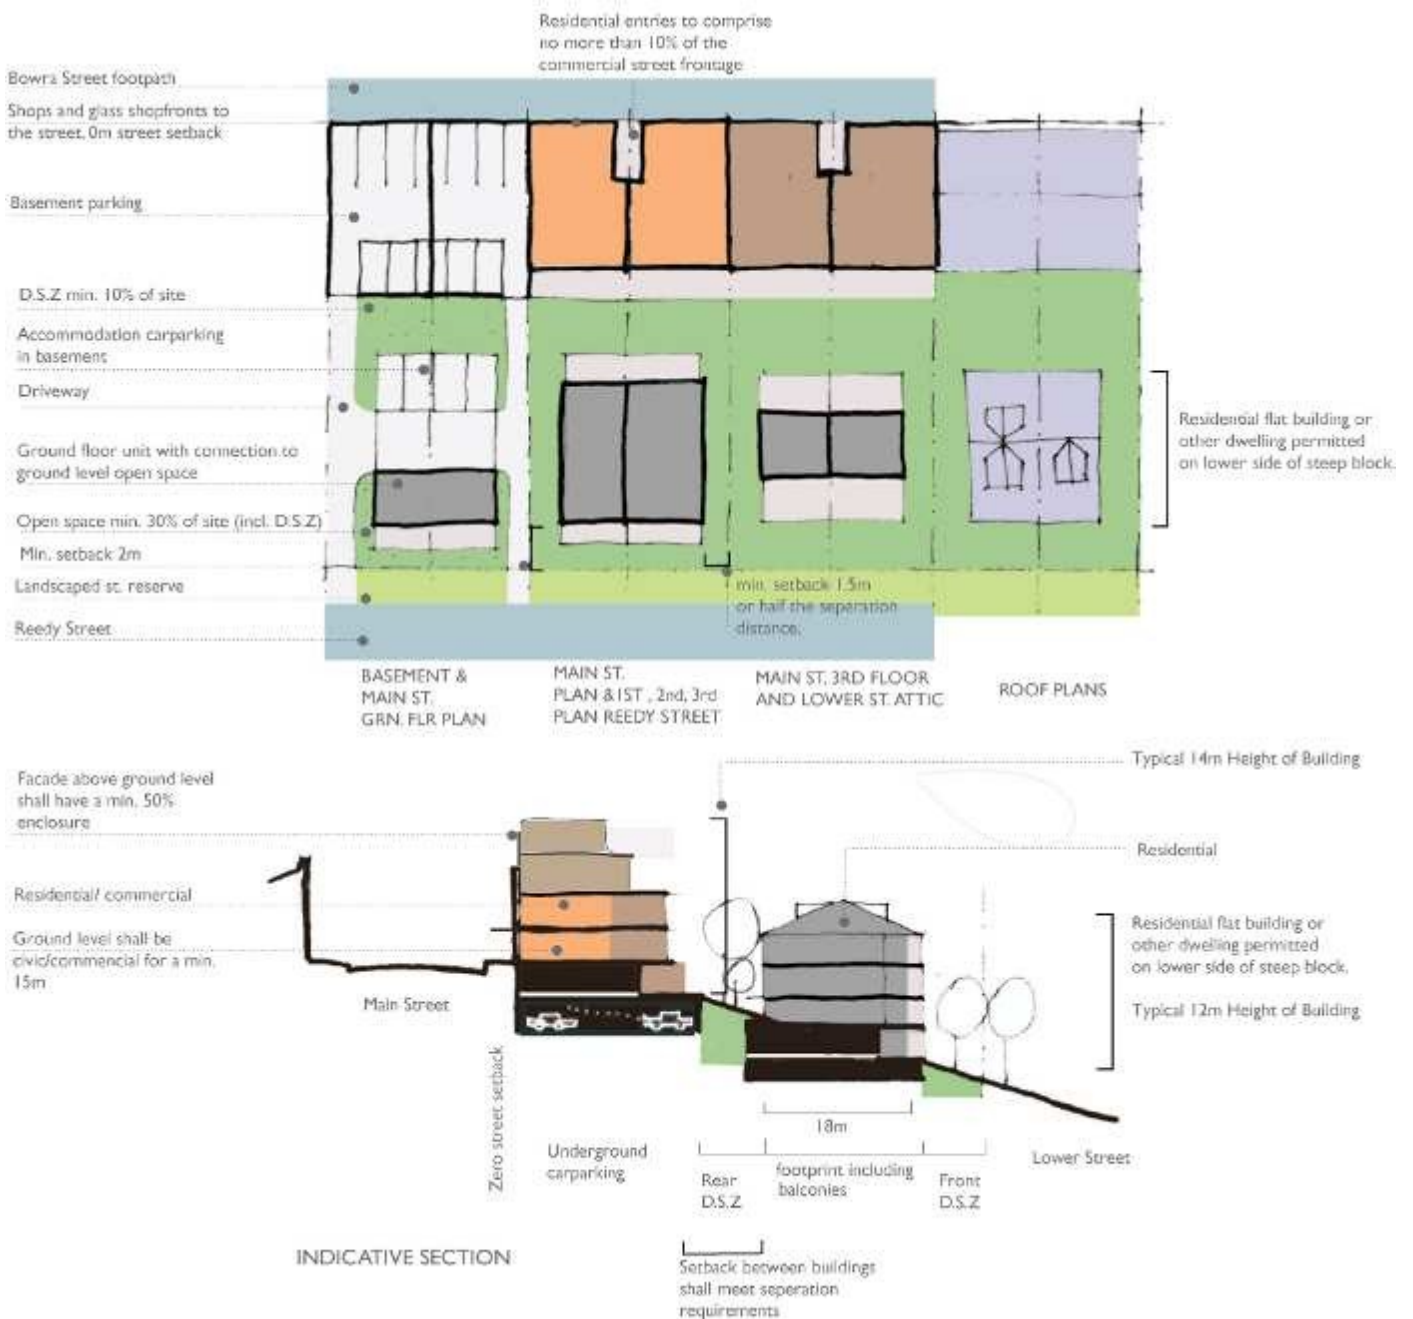 Residential entries to comprise
no more than 10% of the
commercial street frontage
Bowra Street footpath
Shops and glass shopfronts to
the street, 0m street setback
Basement parking
D.S.Z min. 10% of site
Accommodation carparking
in basement
Driveway
Ground floor unit with connection to
ground level open space
Open space min. 30% of site (incl. D.S.Z)
Min. setback 2m
Landscaped st. reserve
Reedy Street
Residential flat building or
other dwelling permitted
on lower side of steep block.
min. setback 1.5m
or half the separation
distance.
BASEMENT &
MAIN ST.
GRN. FLR PLAN
MAIN ST.
PLAN &1ST , 2nd, 3rd
PLAN REEDY STREET
MAIN ST. 3RD FLOOR
AND LOWER ST. ATTIC
ROOF PLANS
Facade above ground level
shall have a min. 50%
enclosure
Residential/ commercial
Ground level shall be
civic/commencial for a min.
15m
Main Street
Typical 14m Height of Building
Residential
Residential flat building or
other dwelling permitted
on lower side of steep block.
Typical 12m Height of Building
Zero street setback
Underground
carparking
18m
Rear
D.S.Z
footprint including
balconies
Front
D.S.Z
Lower Street
INDICATIVE SECTION
Setback between buildings
shall meet seperation
requirements